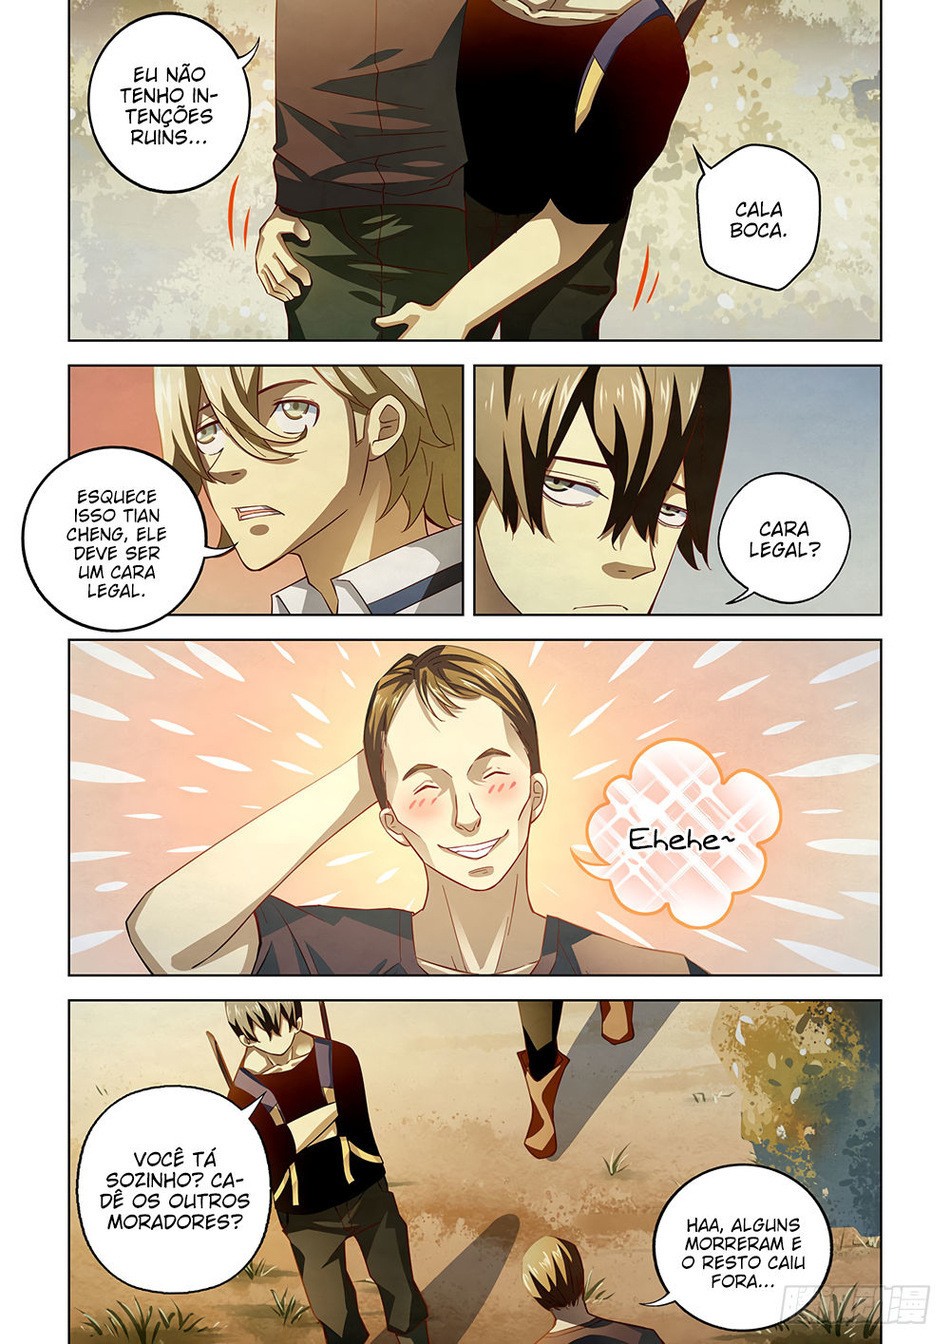 EU NÃO
TENHO IN-
TENÇÕES
RUINS...
CALA
BOCA.
ESQUECE
ISSO TIAN
CHENG, ELE
DEVE SER
UM CARA
LEGAL.
CARA
LEGAL?
Ehehe~
VOCÊ TÁ
SOZINHO? CA-
DÊ OS OUTROS
MORADORES?
HAA, ALGUNS
MORRERAM E
O RESTO CAIU
FORA...